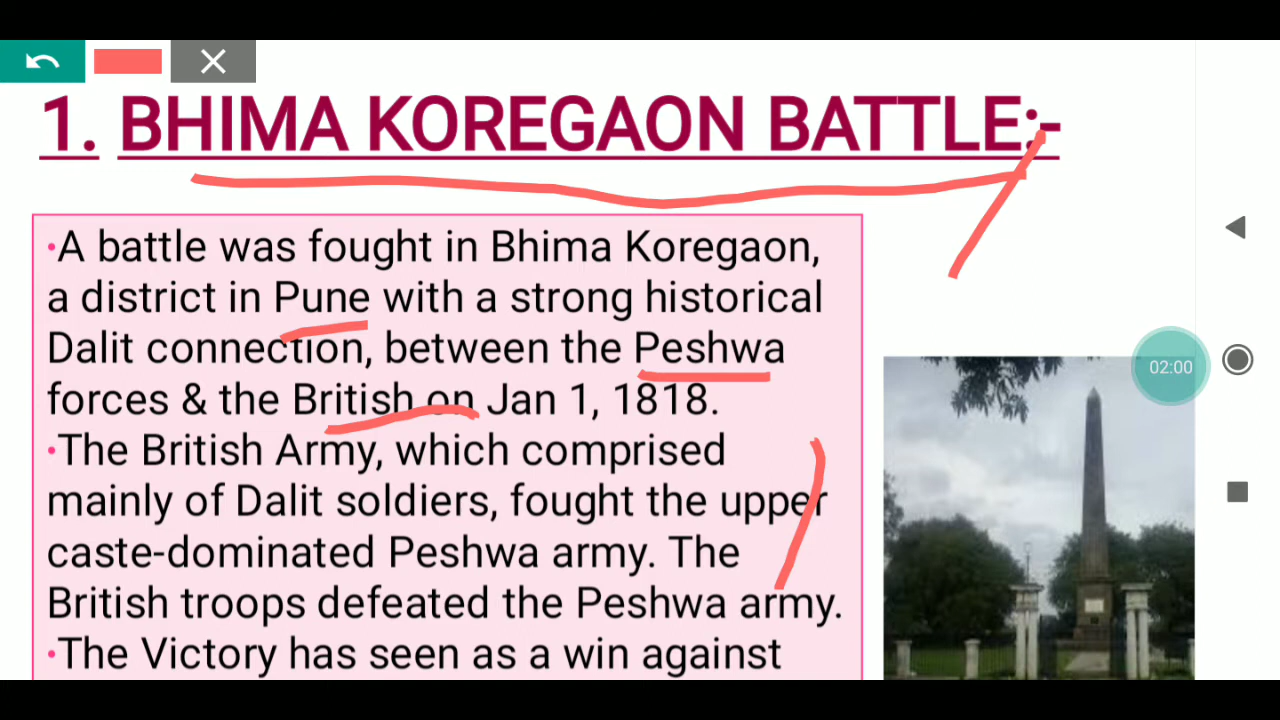 1. BHIMA KOREGAON BATTLE:-
•A battle was fought in Bhima Koregaon,
a district in Pune with a strong historical
Dalit connection, between the Peshwa
forces & the British on Jan 1, 1818.
•The British Army, which comprised
mainly of Dalit soldiers, fought the upper
caste-dominated Peshwa army. The
British troops defeated the Peshwa army.
•The Victory has seen as a win against
02:00